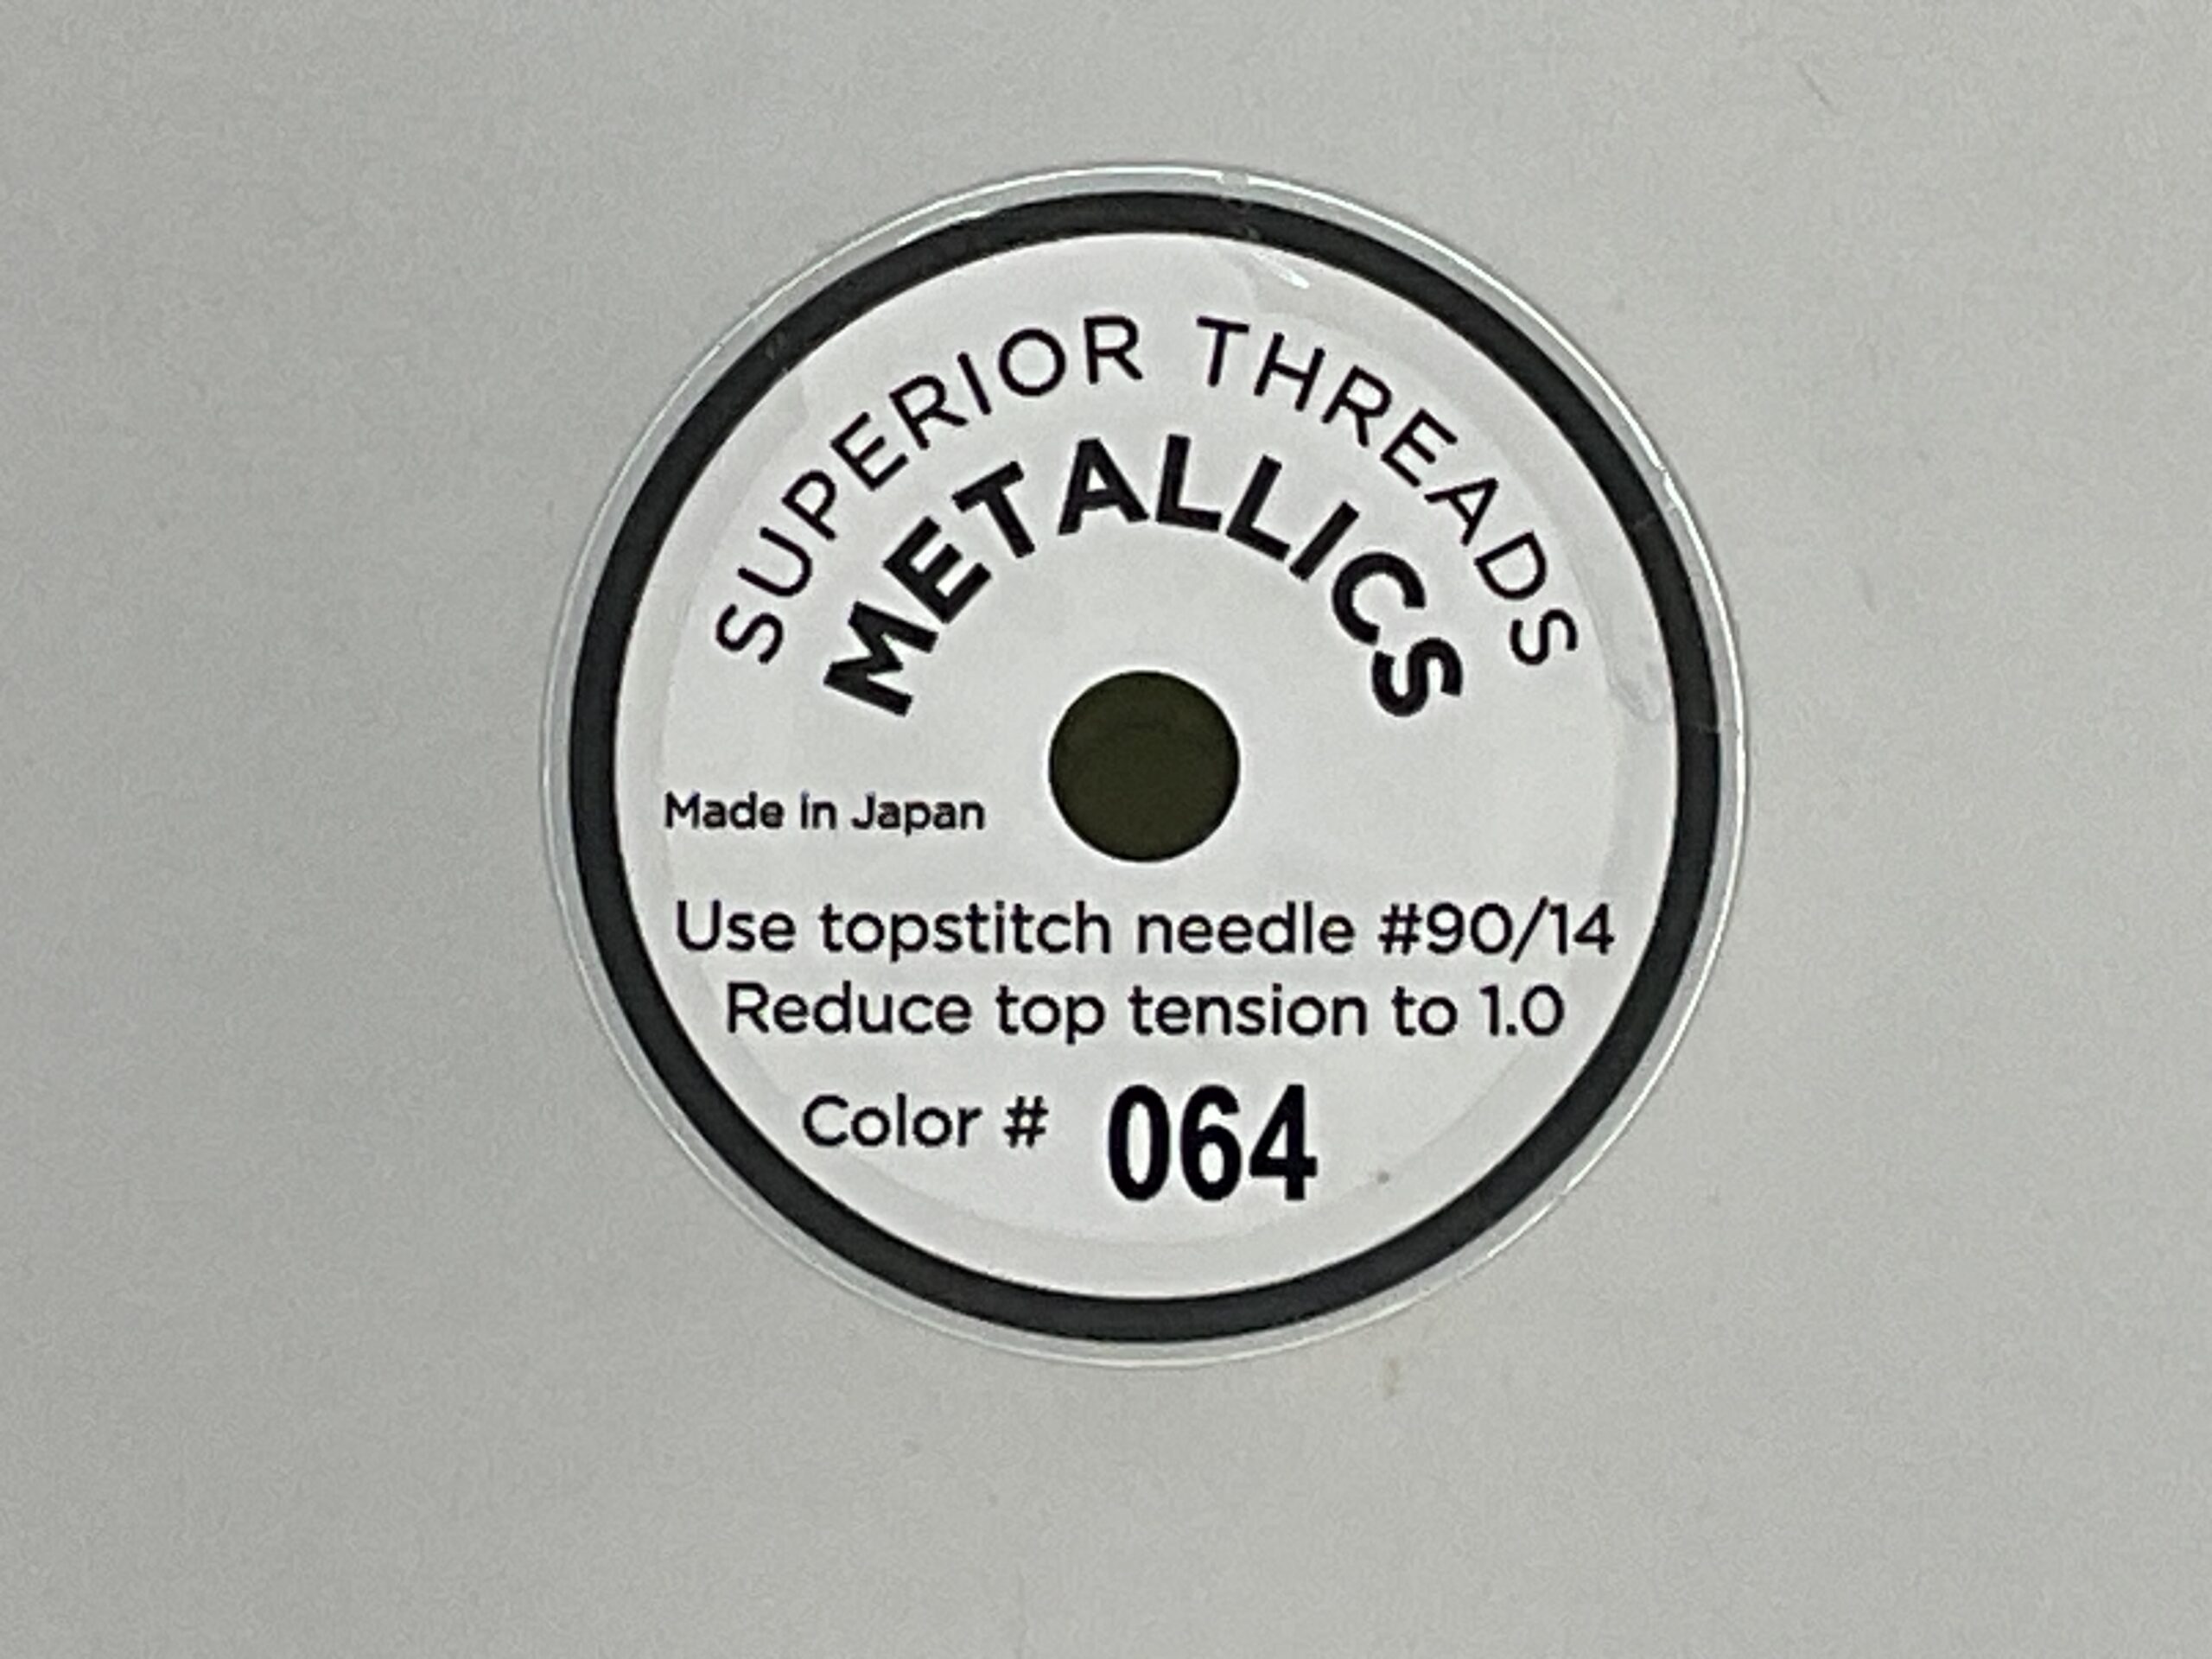 SUPERIOR THREADS
METALLICS
Made in Japan
Use topstitch needle #90/14
Reduce top tension to 1.0
Color # 064